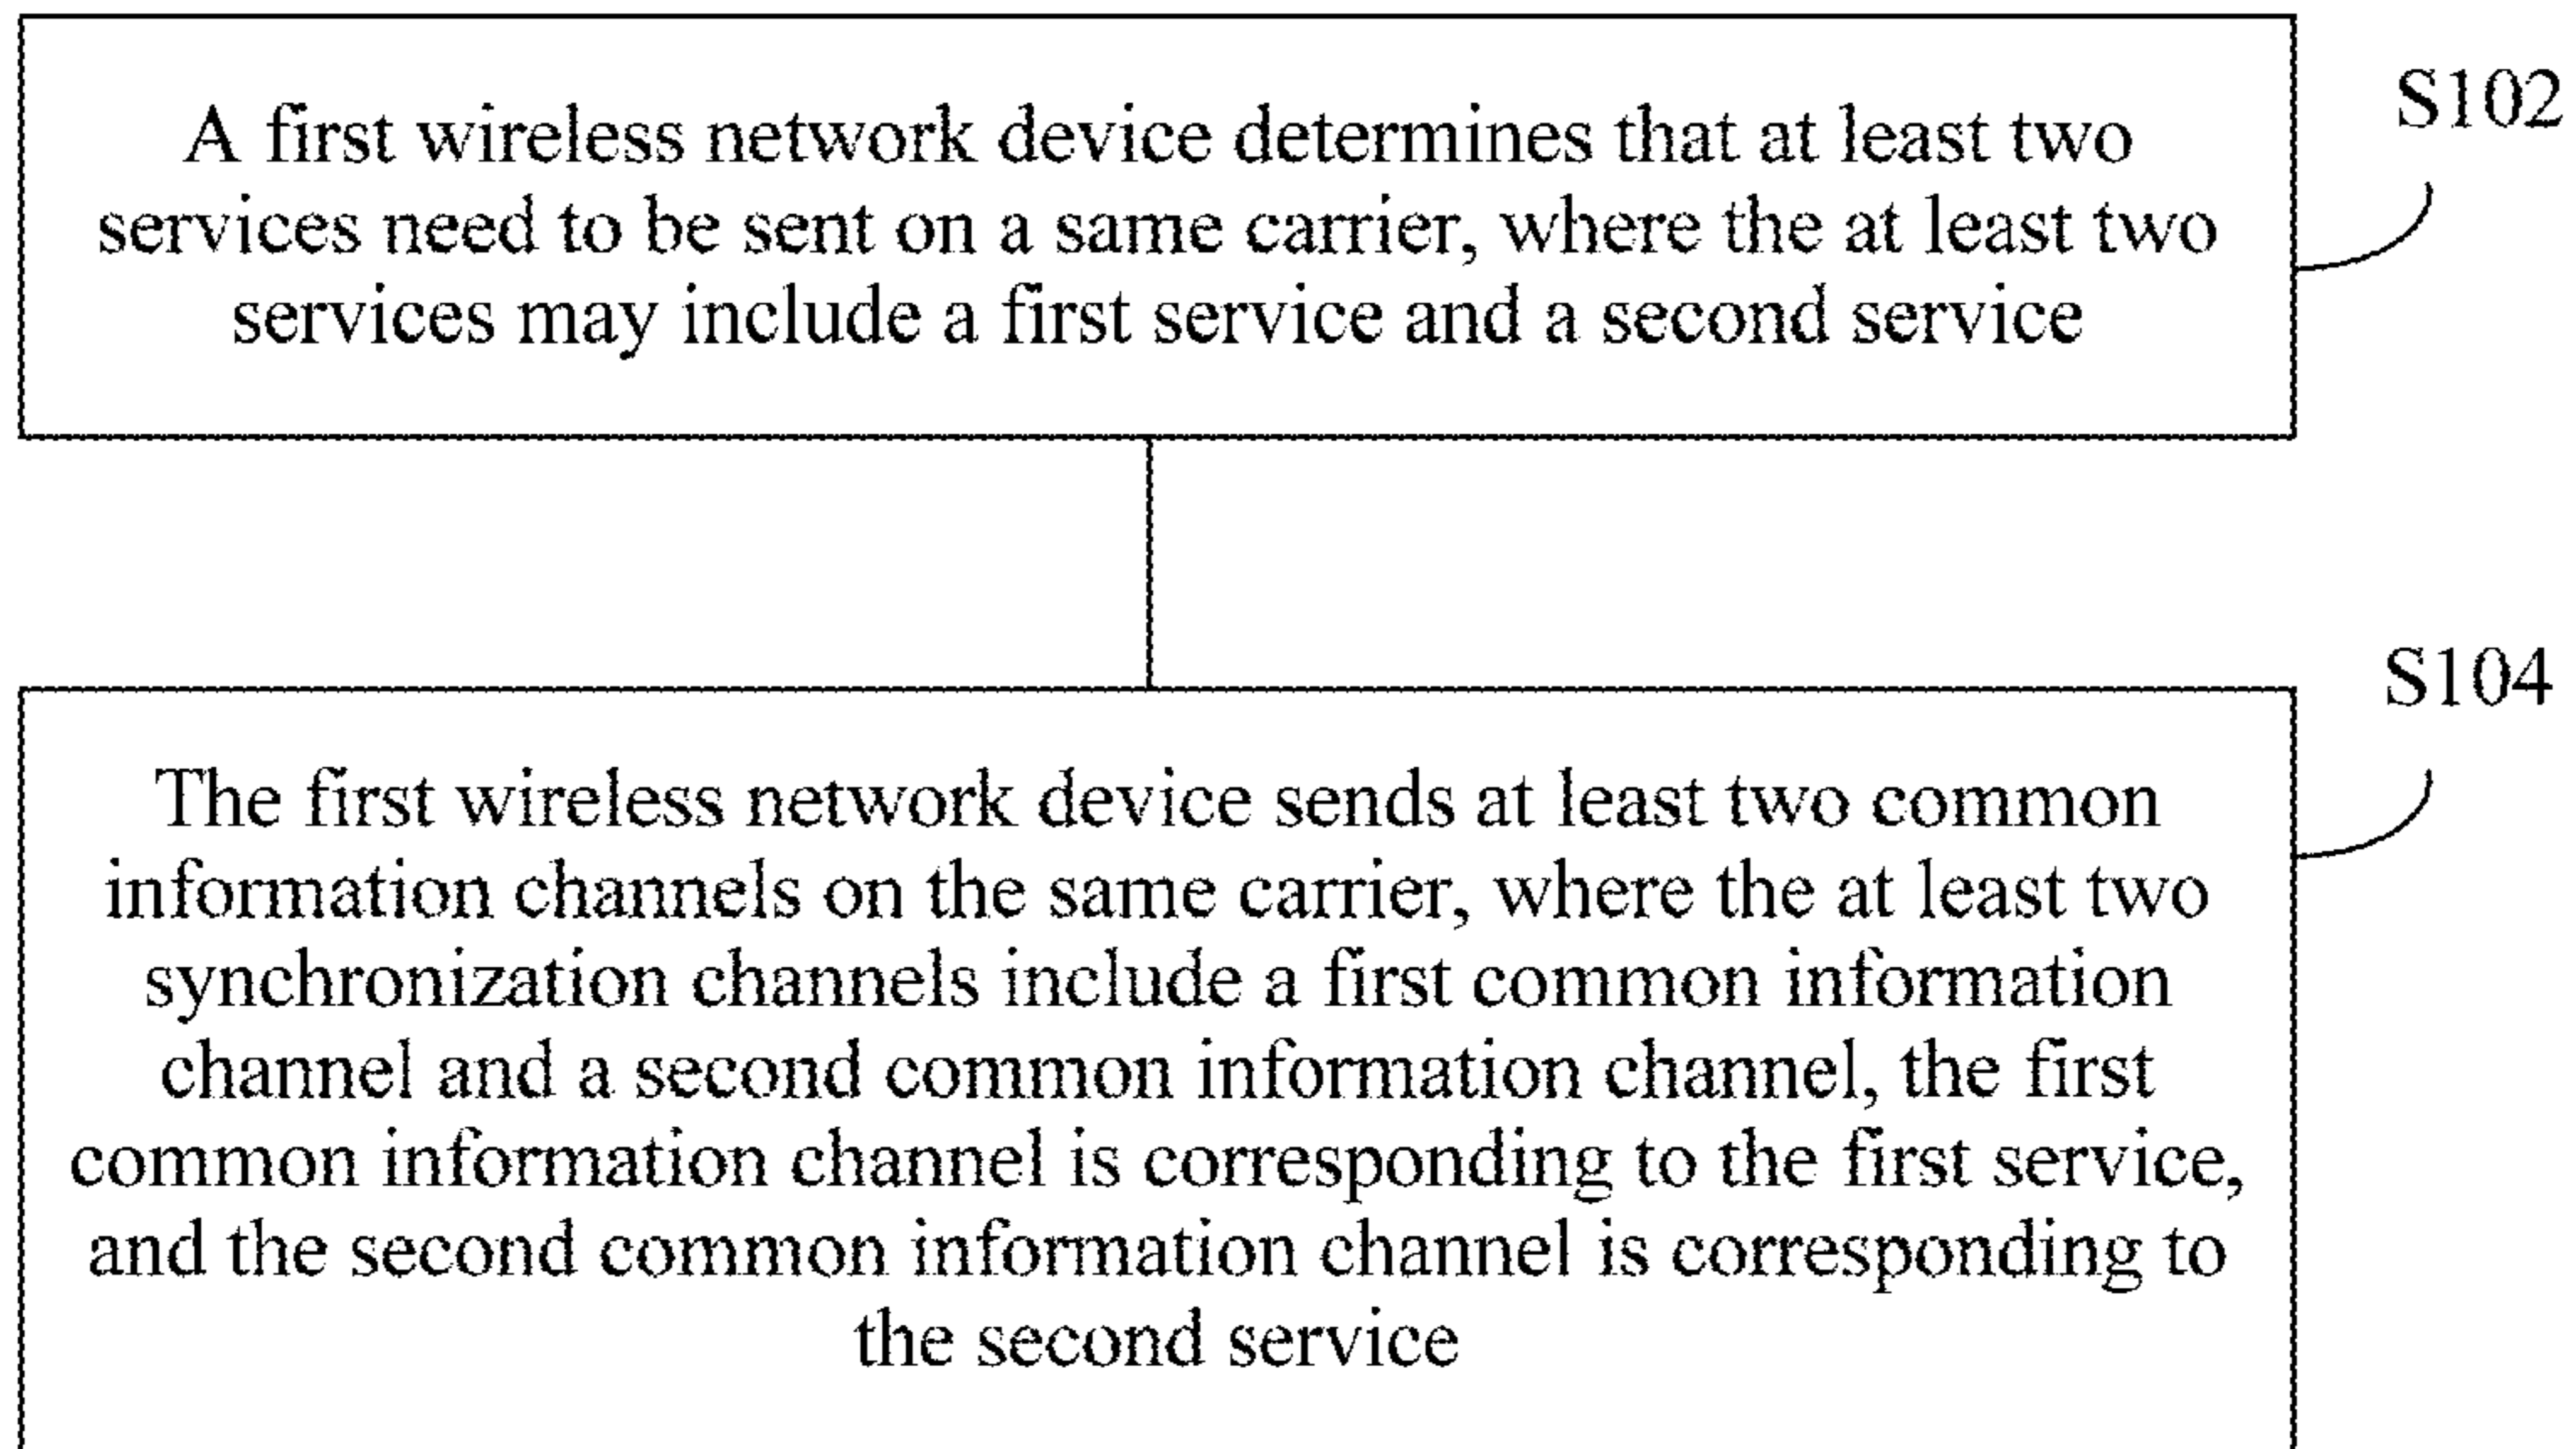 A first wireless network device determines that at least two
services need to be sent on a same carrier, where the at least two
services may include a first service and a second service
S102
S104
The first wireless network device sends at least two common
information channels on the same carrier, where the at least two
synchronization channels include a first common information
channel and a second common information channel, the first
common information channel is corresponding to the first service,
and the second common information channel is corresponding to
the second service